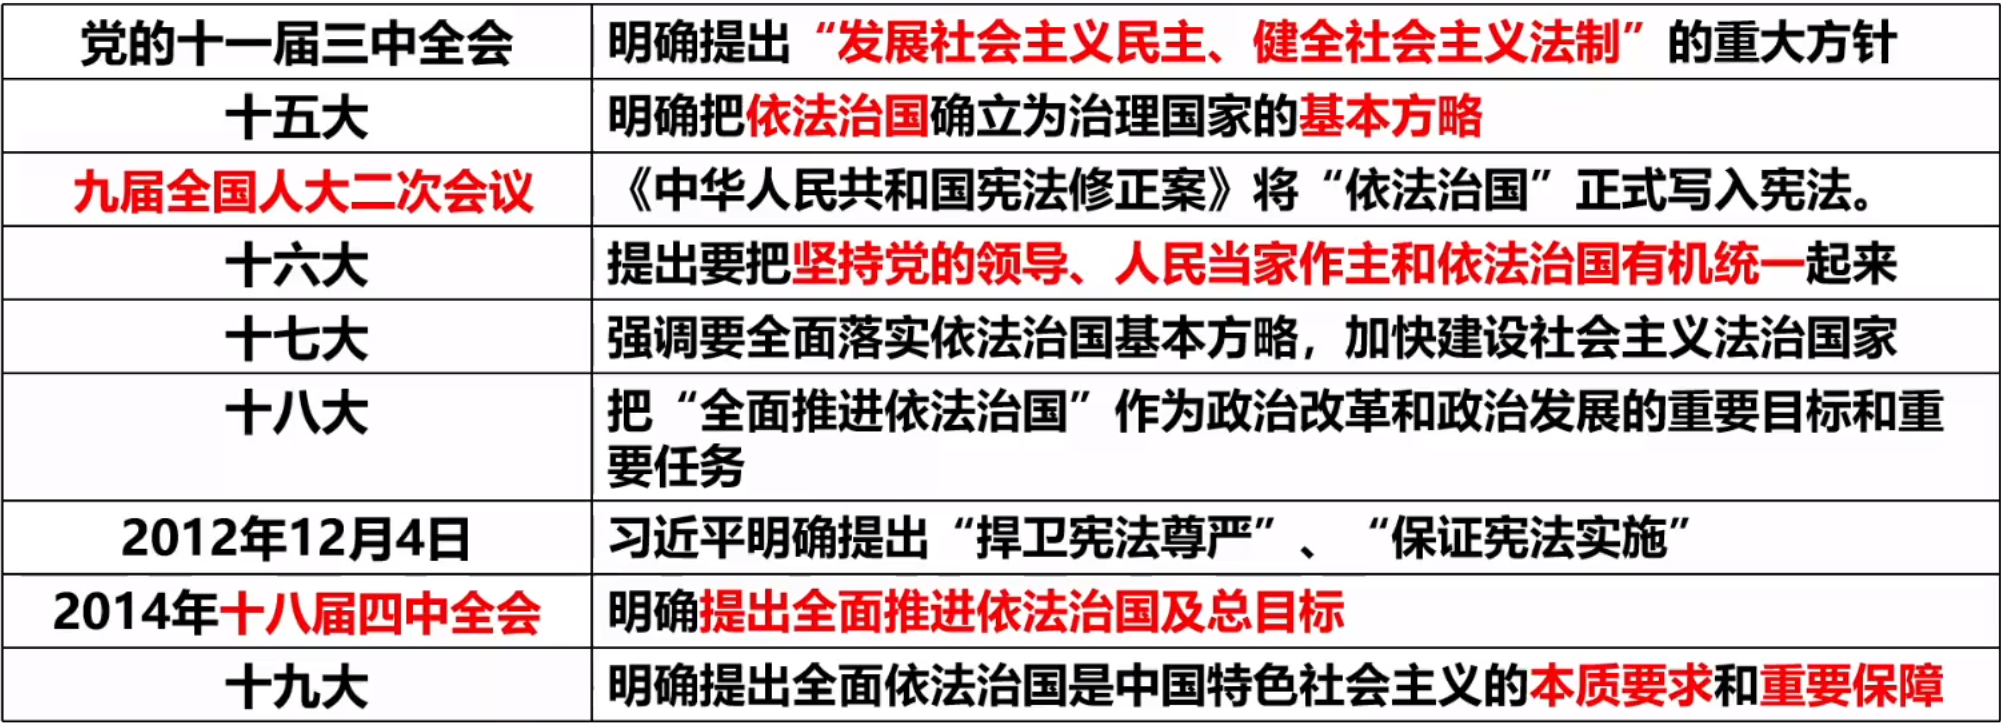 党的十一届三中全会
明确提出“发展社会主义民主、健全社会主义法制”的重大方针
十五大
明确把依法治国确立为治理国家的基本方略
九届全国人大二次会议
《中华人民共和国宪法修正案》将“依法治国”正式写入宪法。
十六大
提出要把坚持党的领导、人民当家作主和依法治国有机统一起来
十七大
强调要全面落实依法治国基本方略，加快建设社会主义法治国家
十八大
把“全面推进依法治国”作为政治改革和政治发展的重要目标和重
要任务
2012年12月4日
习近平明确提出“捍卫宪法尊严”、“保证宪法实施”
2014年十八届四中全会
明确提出全面推进依法治国及总目标
十九大
明确提出全面依法治国是中国特色社会主义的本质要求和重要保障